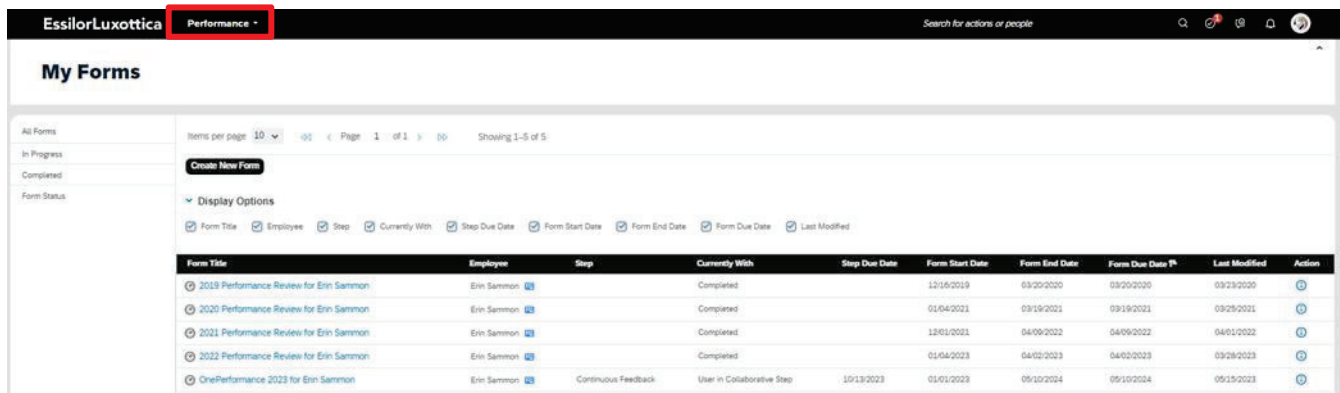 EssilorLuxottica Performance Search for actions or people 1
My Forms
All Forms
In Progress
Completed
Form Status
Items per page 10 Page 1 of 1 Showing 1–5 of 5
Create New Form
Display Options
Form Title Employee Step Currently With Step Due Date Form Start Date Form End Date Form Due Date Last Modified
Form Title Employee Step Currently With Step Due Date Form Start Date Form End Date Form Due Date Last Modified Action
2019 Performance Review for Erin Sammon Erin Sammon Completed 12/16/2019 03/20/2020 03/20/2020 03/23/2020
2020 Performance Review for Erin Sammon Erin Sammon Completed 01/04/2021 03/19/2021 03/19/2021 03/25/2021
2021 Performance Review for Erin Sammon Erin Sammon Completed 12/01/2021 04/09/2022 04/09/2022 04/01/2022
2022 Performance Review for Erin Sammon Erin Sammon Completed 01/04/2023 04/02/2023 04/02/2023 03/28/2023
OnePerformance 2023 for Erin Sammon Erin Sammon Continuous Feedback User in Collaborative Step 10/13/2023 01/01/2023 05/10/2024 05/10/2024 05/15/2023